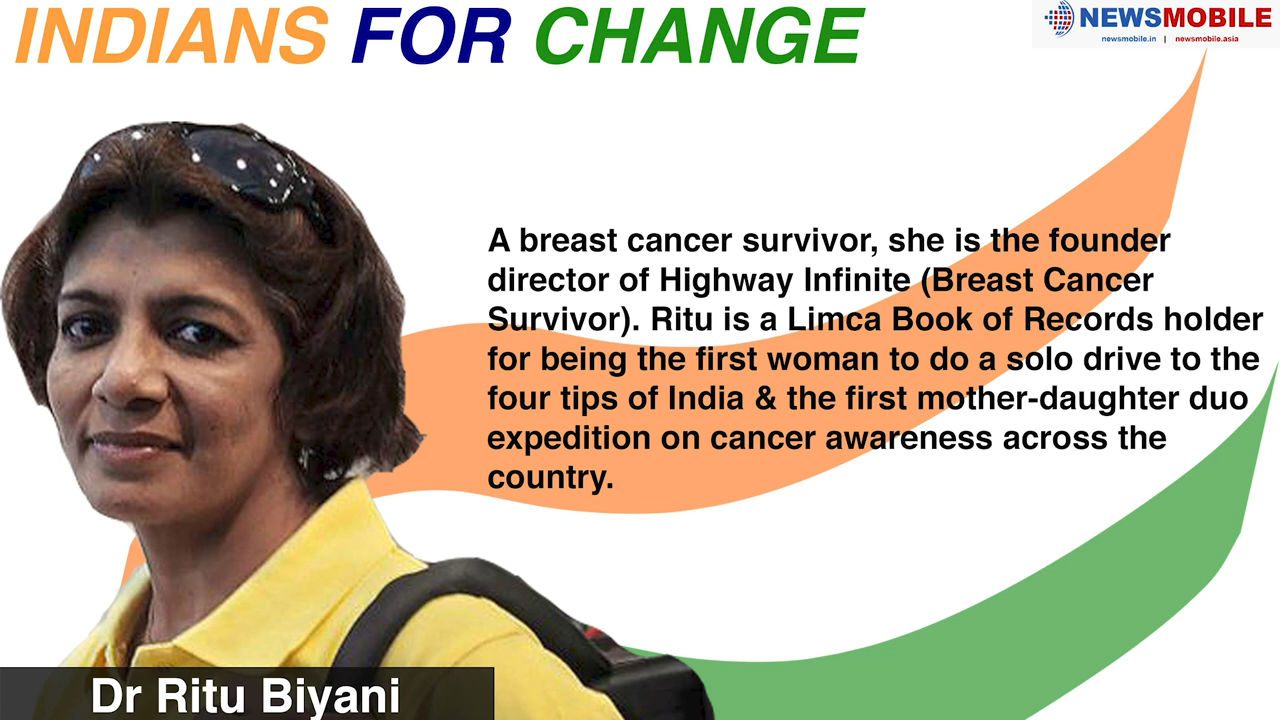 INDIANS FOR CHANGE
NEWSMOBILE
newsmobile.in | newsmobile.asia
A breast cancer survivor, she is the founder
director of Highway Infinite (Breast Cancer
Survivor). Ritu is a Limca Book of Records holder
for being the first woman to do a solo drive to the
four tips of India & the first mother-daughter duo
expedition on cancer awareness across the
country.
Dr Ritu Biyani